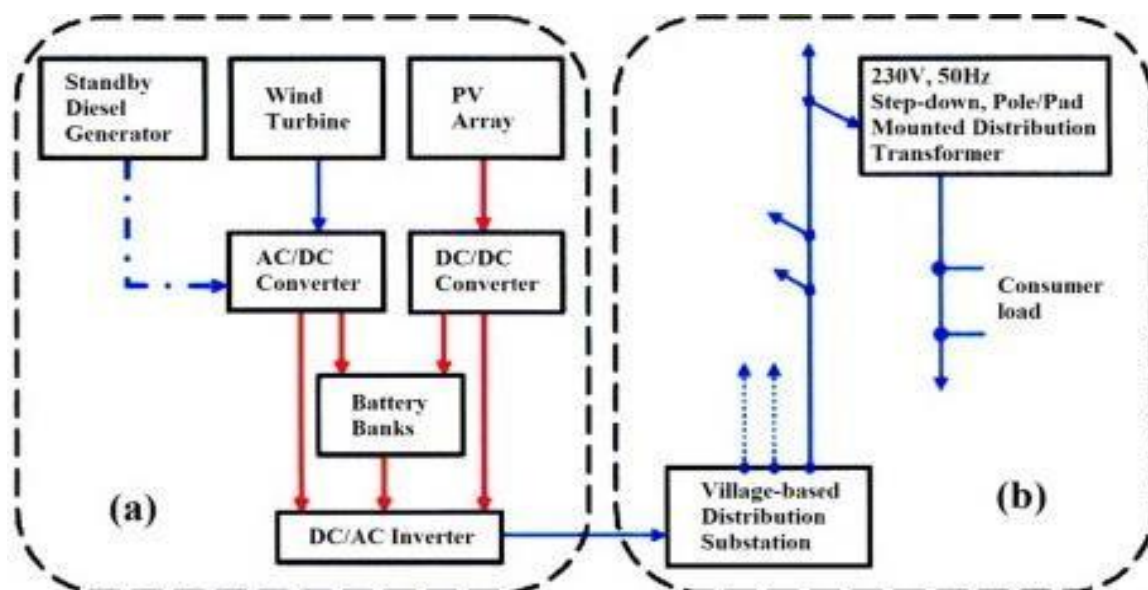 Standby
Diesel
Generator
Wind
Turbine
PV
Array
230V, 50Hz
Step-down, Pole/Pad
Mounted Distribution
Transformer
AC/DC
Converter
DC/DC
Converter
Consumer
load
Battery
Banks
(a)
DC/AC Inverter
Village-based
Distribution
Substation
(b)